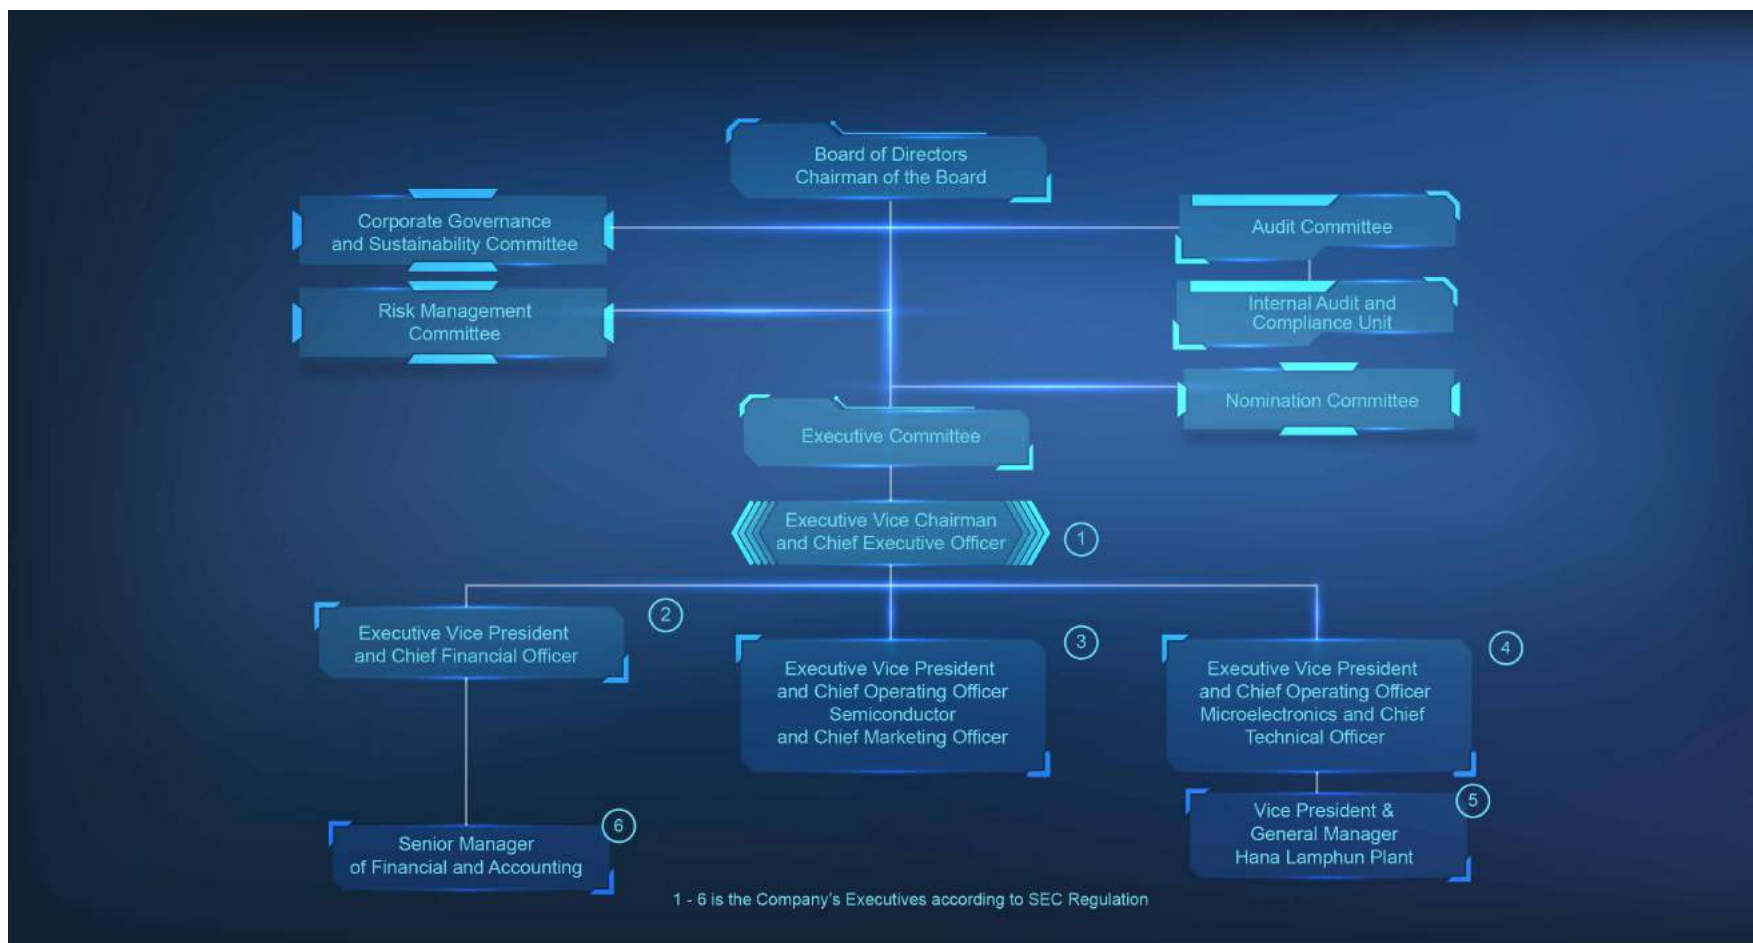 Board of Directors
Chairman of the Board
Corporate Governance
and Sustainability Committee
Audit Committee
Risk Management
Committee
Internal Audit and
Compliance Unit
Nomination Committee
Executive Committee
Executive Vice Chairman
and Chief Executive Officer
1
Executive Vice President
and Chief Financial Officer
2
Executive Vice President
and Chief Operating Officer
Semiconductor
and Chief Marketing Officer
3
Executive Vice President
and Chief Operating Officer
Microelectronics and Chief
Technical Officer
4
Senior Manager
of Financial and Accounting
6
Vice President &
General Manager
Hana Lamphun Plant
5
1 - 6 is the Company's Executives according to SEC Regulation